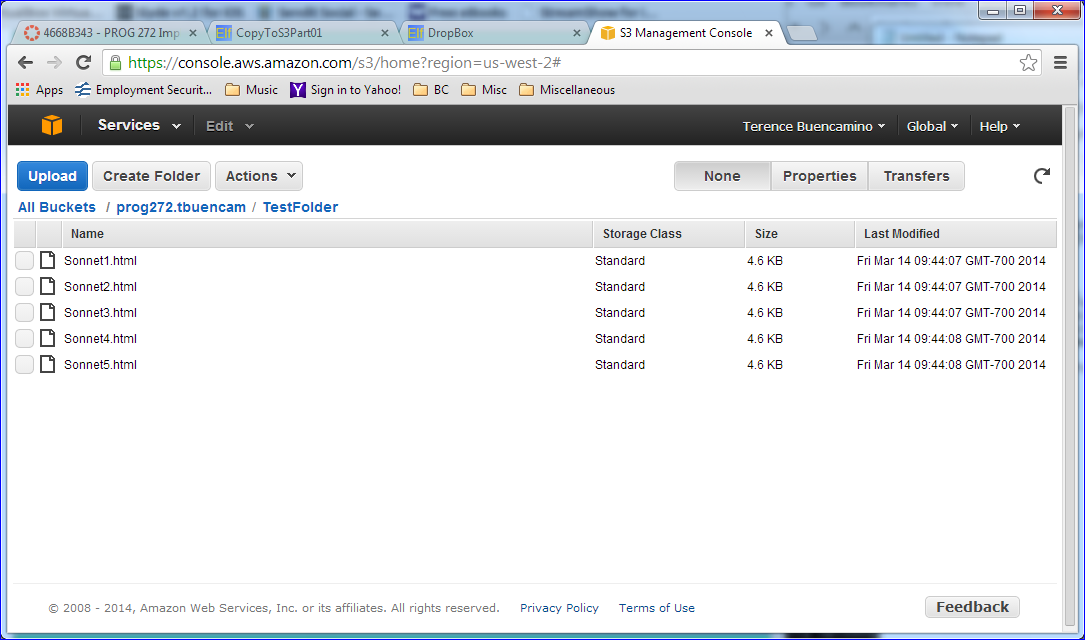 4668B343 - PROG 272 Imp
CopyToS3Part01
DropBox
S3 Management Console
https://console.aws.amazon.com/s3/home?region=us-west-2#
Apps
Employment Securit...
Music
Sign in to Yahoo!
BC
Misc
Miscellaneous
Services
Edit
Terence Buencamino
Global
Help
Upload
Create Folder
Actions
None
Properties
Transfers
All Buckets / prog272.tbuencam / TestFolder
Name Storage Class Size Last Modified
Sonnet1.html Standard 4.6 KB Fri Mar 14 09:44:07 GMT-700 2014
Sonnet2.html Standard 4.6 KB Fri Mar 14 09:44:07 GMT-700 2014
Sonnet3.html Standard 4.6 KB Fri Mar 14 09:44:07 GMT-700 2014
Sonnet4.html Standard 4.6 KB Fri Mar 14 09:44:08 GMT-700 2014
Sonnet5.html Standard 4.6 KB Fri Mar 14 09:44:08 GMT-700 2014
© 2008 - 2014, Amazon Web Services, Inc. or its affiliates. All rights reserved. Privacy Policy Terms of Use
Feedback